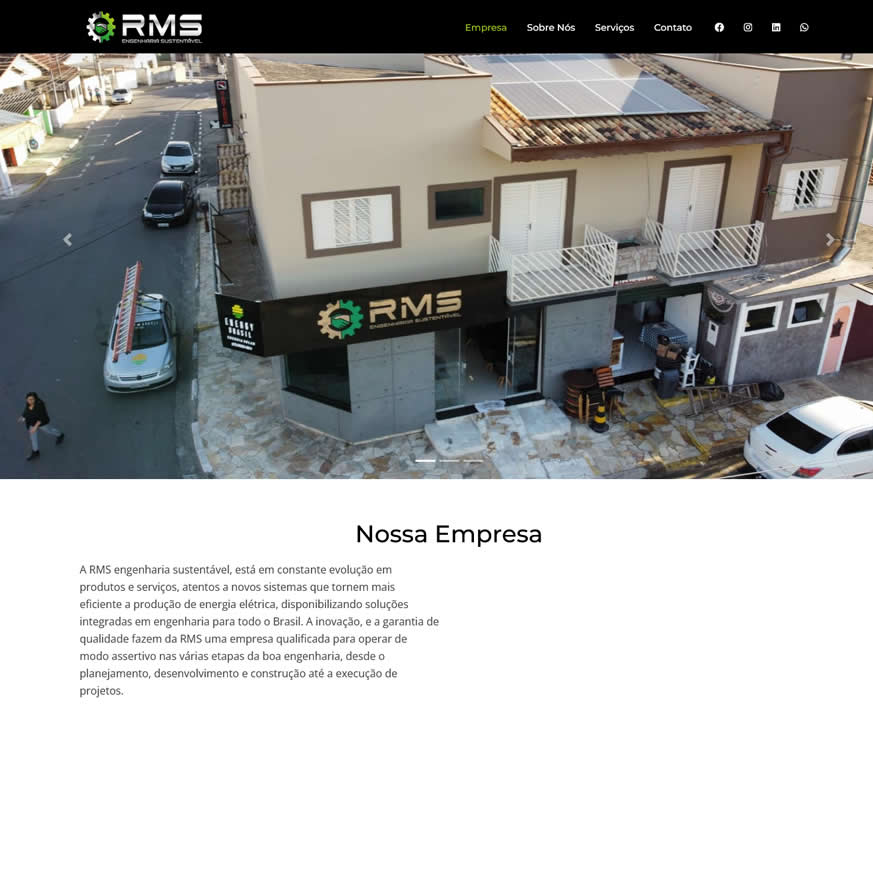 RMS
ENGENHARIA SUSTENTÁVEL
Empresa
Sobre Nós
Serviços
Contato
ENERGY
BRASIL
RMS
ENGENHARIA SUSTENTÁVEL
Nossa Empresa
A RMS engenharia sustentável, está em constante evolução em
produtos e serviços, atentos a novos sistemas que tornem mais
eficiente a produção de energia elétrica, disponibilizando soluções
integradas em engenharia para todo o Brasil. A inovação, e a garantia de
qualidade fazem da RMS uma empresa qualificada para operar de
modo assertivo nas várias etapas da boa engenharia, desde o
planejamento, desenvolvimento e construção até a execução de
projetos.